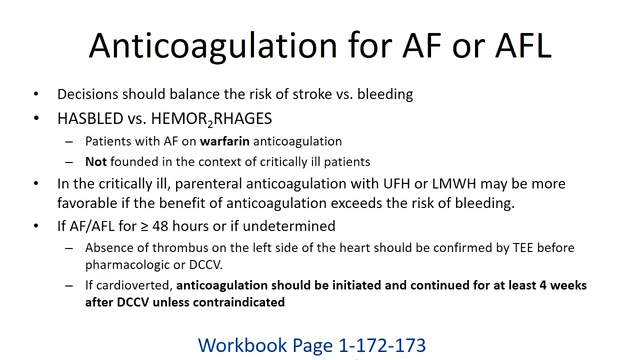 Anticoagulation for AF or AFL
• Decisions should balance the risk of stroke vs. bleeding
• HASBLED vs. HEMOR₂RHAGES
– Patients with AF on warfarin anticoagulation
– Not founded in the context of critically ill patients
• In the critically ill, parenteral anticoagulation with UFH or LMWH may be more
favorable if the benefit of anticoagulation exceeds the risk of bleeding.
• If AF/AFL for ≥ 48 hours or if undetermined
– Absence of thrombus on the left side of the heart should be confirmed by TEE before
pharmacologic or DCCV.
– If cardioverted, anticoagulation should be initiated and continued for at least 4 weeks
after DCCV unless contraindicated
Workbook Page 1-172-173